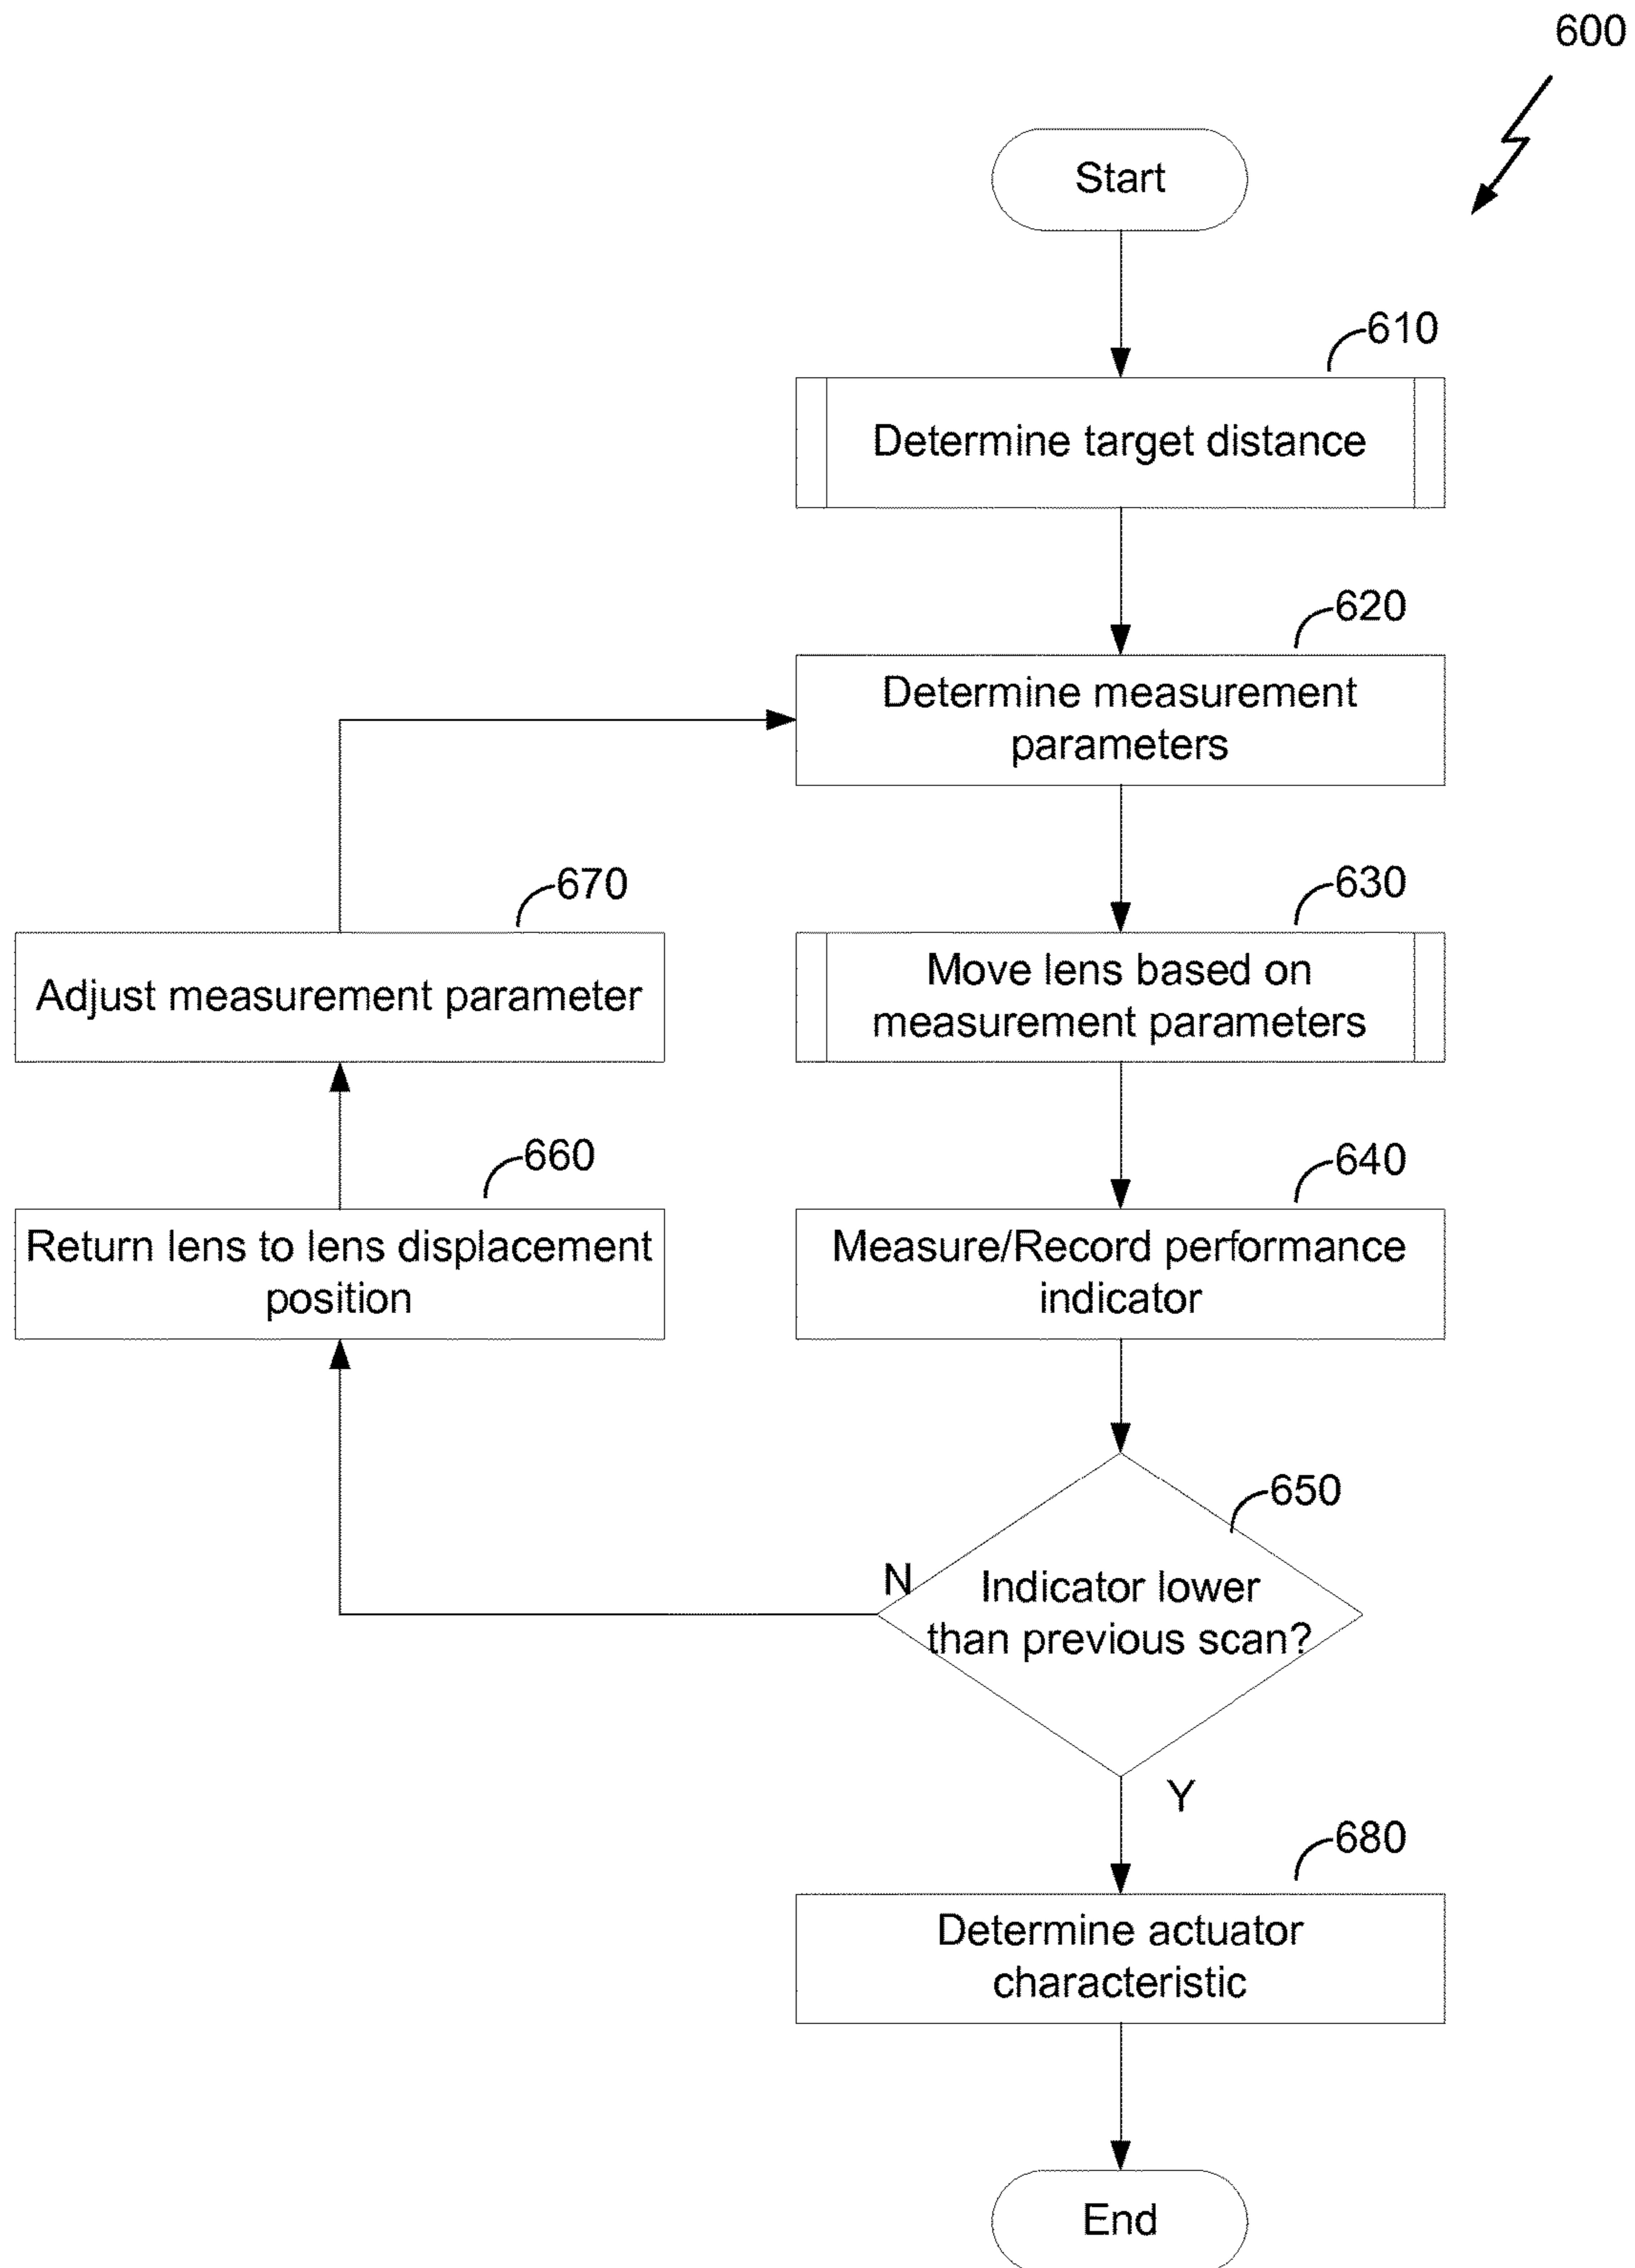 600
Start
610
Determine target distance
620
Determine measurement
parameters
630
Move lens based on
measurement parameters
670
Adjust measurement parameter
640
Measure/Record performance
indicator
660
Return lens to lens displacement
position
650
Indicator lower
than previous scan?
N
Y
680
Determine actuator
characteristic
End